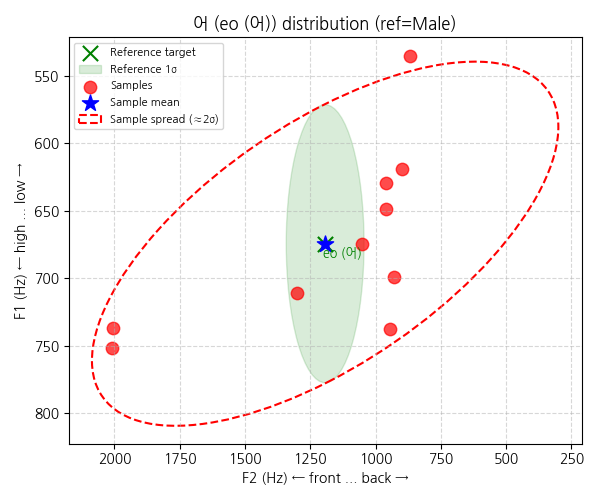 어 (eo (어)) distribution (ref=Male)
Reference target
Reference 1σ
Samples
Sample mean
Sample spread (≈2σ)
550
600
650
700
750
800
F1 (Hz) ← high ... low →
eo (어)
2000 1750 1500 1250 1000 750 500 250
F2 (Hz) ← front ... back →